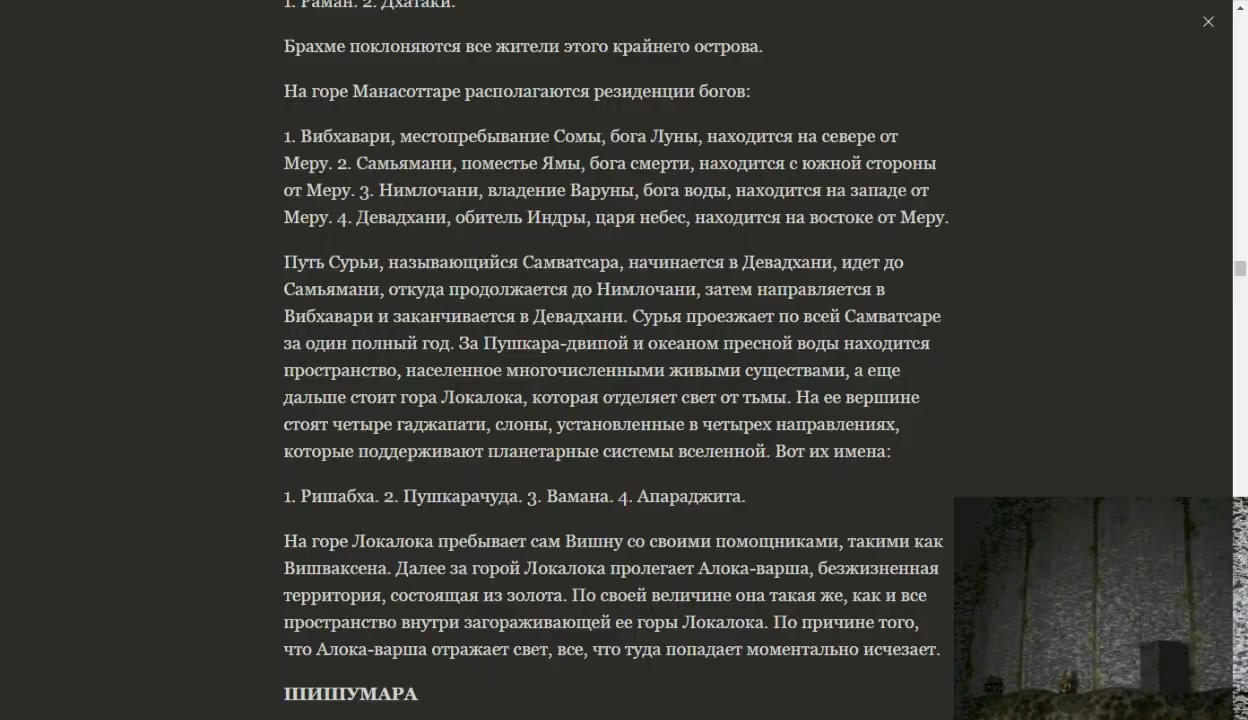 1. Раман. 2. Дхатаки.
Брахме поклоняются все жители этого крайнего острова.
На горе Манасоттаре располагаются резиденции богов:
1. Вибхавари, местопребывание Сомы, бога Луны, находится на севере от
Меру. 2. Самьямани, поместье Ямы, бога смерти, находится с южной стороны
от Меру. 3. Нимлочани, владение Варуны, бога воды, находится на западе от
Меру. 4. Девадхани, обитель Индры, царя небес, находится на востоке от Меру.
Путь Сурьи, называющийся Самватсара, начинается в Девадхани, идет до
Самьямани, откуда продолжается до Нимлочани, затем направляется в
Вибхавари и заканчивается в Девадхани. Сурья проезжает по всей Самватсаре
за один полный год. За Пушкара-двипой и океаном пресной воды находится
пространство, населенное многочисленными живыми существами, а еще
дальше стоит гора Локалока, которая отделяет свет от тьмы. На ее вершине
стоят четыре гаджапати, слоны, установленные в четырех направлениях,
которые поддерживают планетарные системы вселенной. Вот их имена:
1. Ришабха. 2. Пушкарачуда. 3. Вамана. 4. Апараджита.
На горе Локалока пребывает сам Вишну со своими помощниками, такими как
Вишваксена. Далее за горой Локалока пролегает Алока-варша, безжизненная
территория, состоящая из золота. По своей величине она такая же, как и все
пространство внутри загораживающей ее горы Локалока. По причине того,
что Алока-варша отражает свет, все, что туда попадает моментально исчезает.
ШИШУМАРА